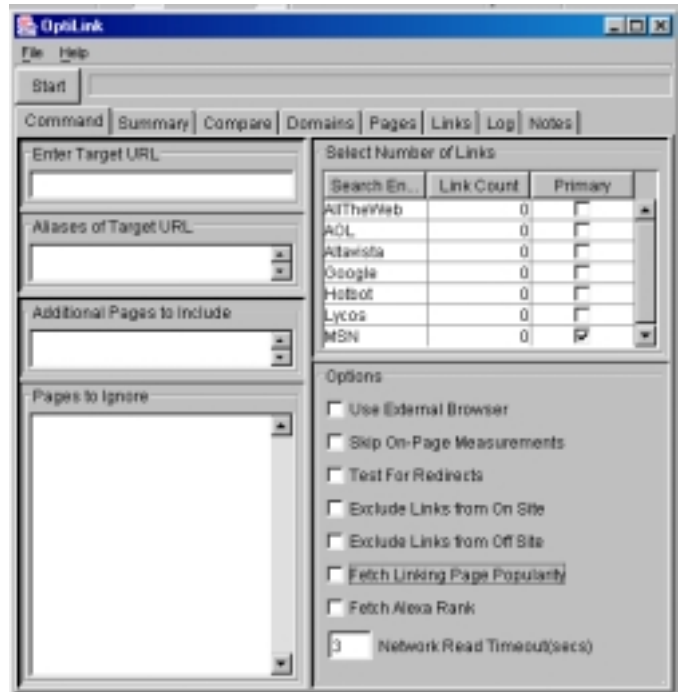 OptiLink
File Help
Start
Command Summary Compare Domains Pages Links Log Notes
Enter Target URL
Aliases of Target URL
Additional Pages to Include
Pages to Ignore
Select Number of Links
Search En... Link Count Primary
AllTheWeb 0
AOL 0
Altavista 0
Google 0
Hotbot 0
Lycos 0
MSN 0
Options
Use External Browser
Skip On-Page Measurements
Test For Redirects
Exclude Links from On Site
Exclude Links from Off Site
Fetch Linking Page Popularity
Fetch Alexa Rank
3 Network Read Timeout(secs)